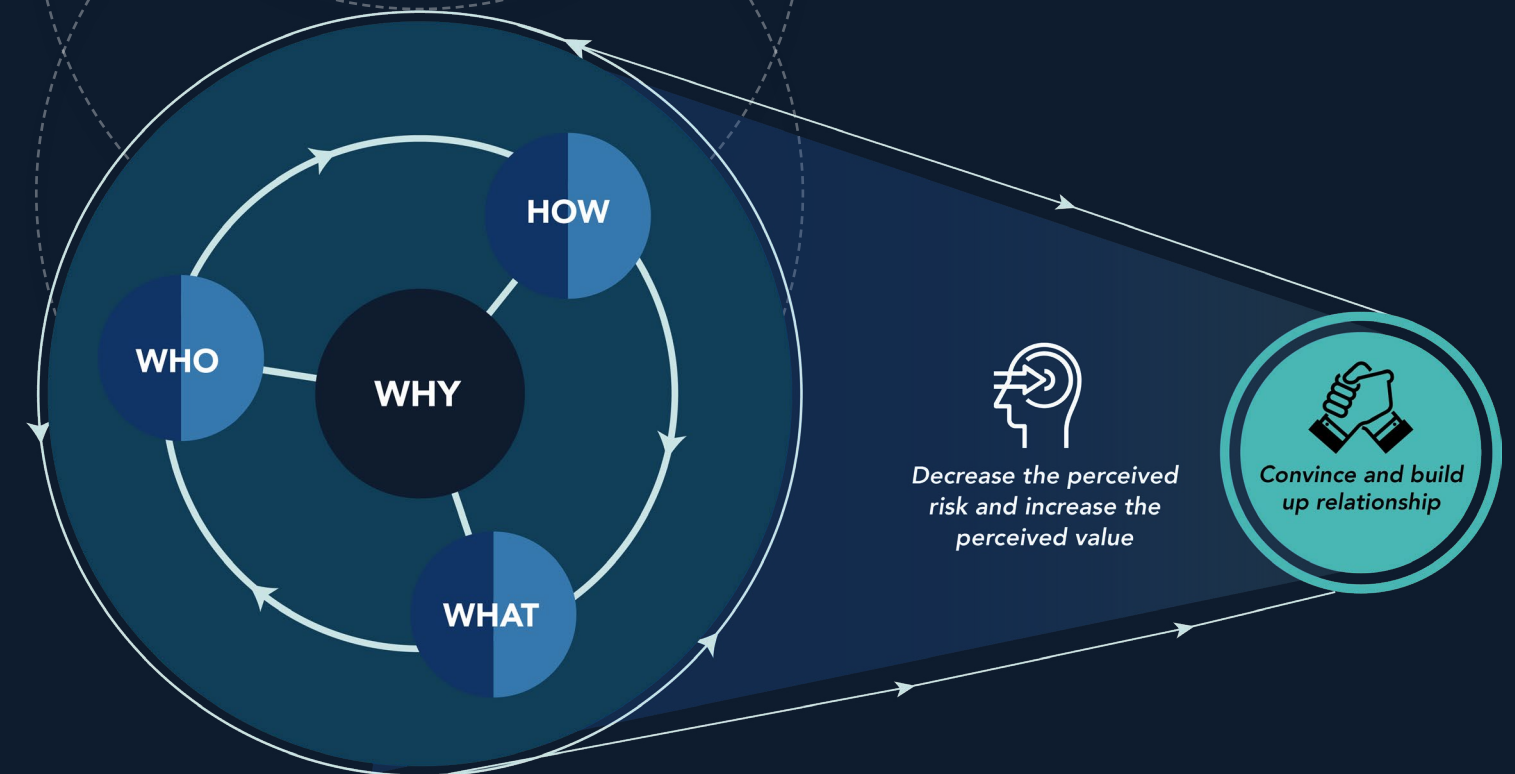 HOW
WHO
WHY
WHAT
Decrease the perceived
risk and increase the
perceived value
Convince and build
up relationship